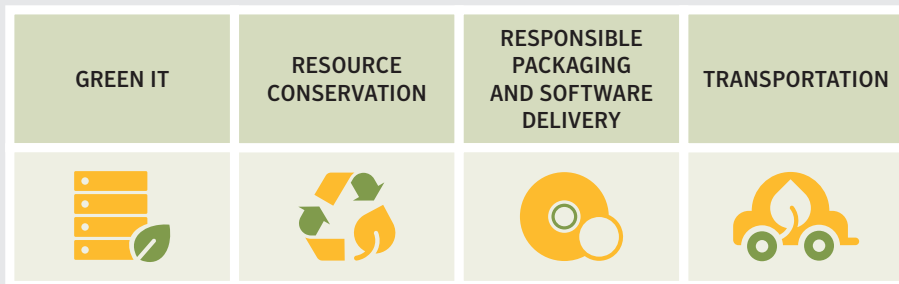 GREEN IT
RESOURCE
CONSERVATION
RESPONSIBLE
PACKAGING
AND SOFTWARE
DELIVERY
TRANSPORTATION